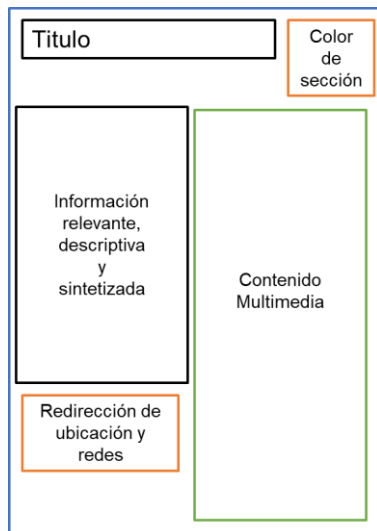 Titulo
Color
de
sección
Información
relevante,
descriptiva
y
sintetizada
Contenido
Multimedia
Redirección de
ubicación y
redes